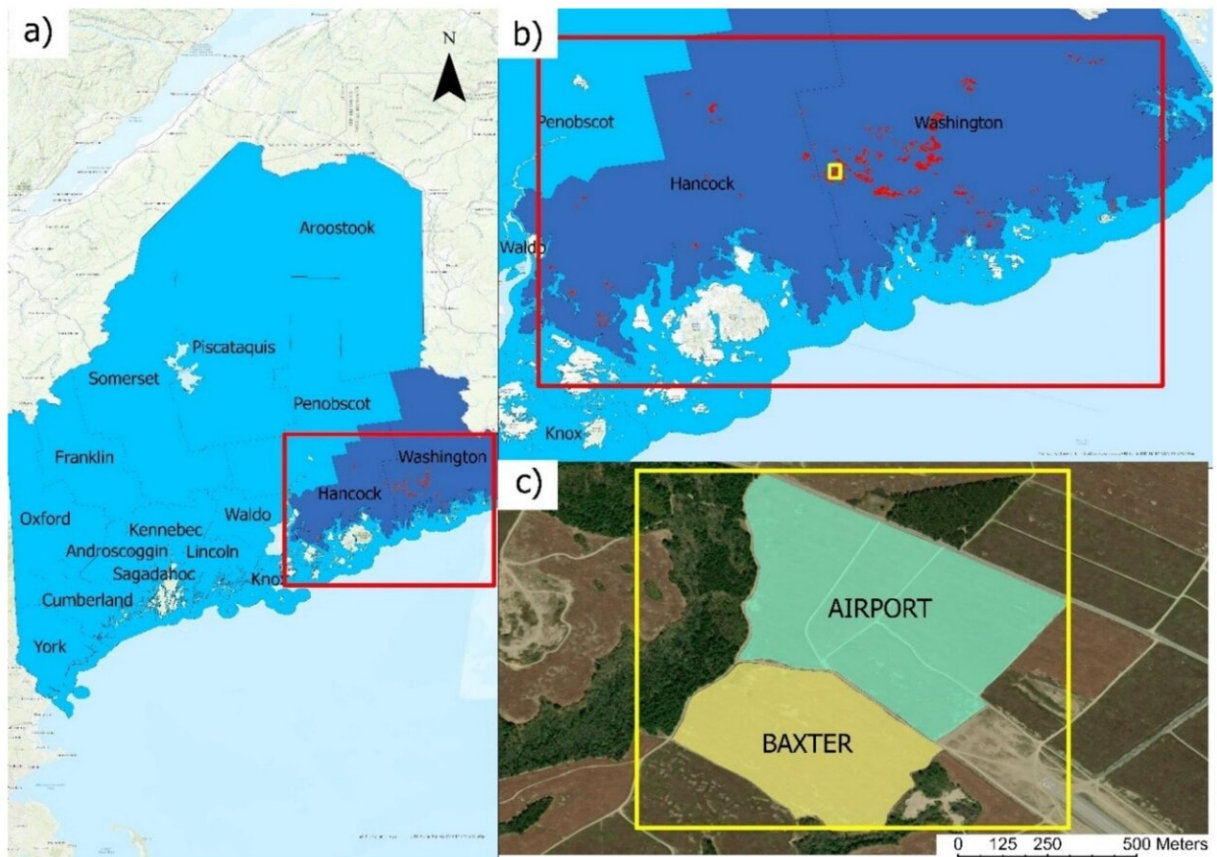 a)
N
Aroostook
Piscataquis
Somerset
Penobscot
Franklin
Washington
Hancock
Oxford
Waldo
Kennebec
Androscoggin
Lincoln
Sagadahoc
Knox
Cumberland
York
b)
Penobscot
Washington
Hancock
Waldo
Knox
c)
AIRPORT
BAXTER
0 125 250 500 Meters